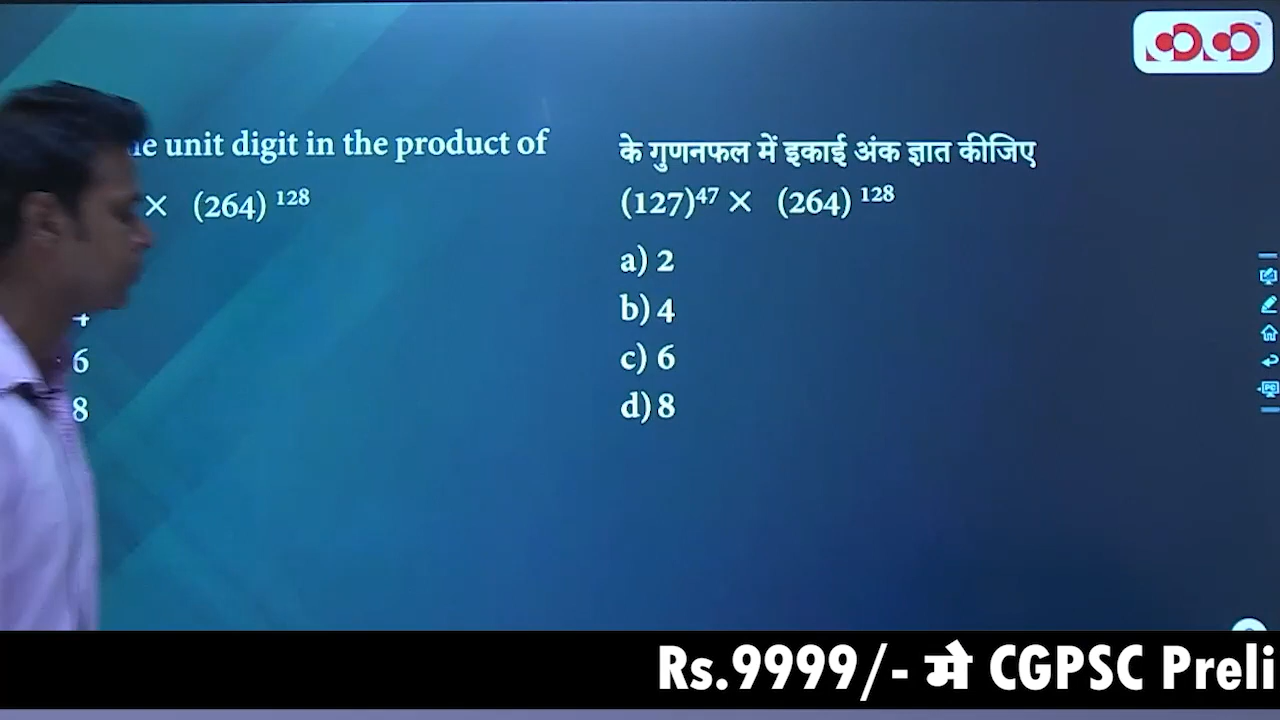 unit digit in the product of
× (264) 128
4
6
8
के गुणनफल में इकाई अंक ज्ञात कीजिए
(127)47 × (264) 128
a) 2
b) 4
c) 6
d) 8
Rs.9999/- मे CGPSC Preli